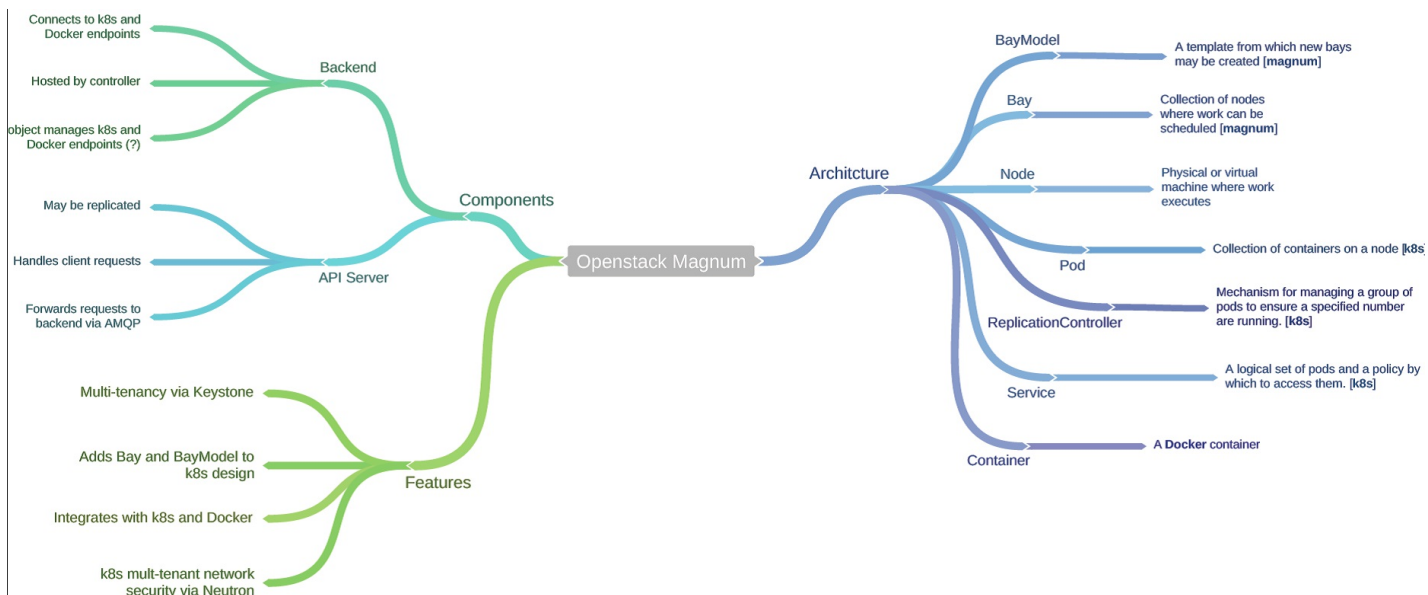 Connects to k8s and
Docker endpoints
Backend
Hosted by controller
object manages k8s and
Docker endpoints (?)
Components
May be replicated
Handles client requests
API Server
Forwards requests to
backend via AMQP
Multi-tenancy via Keystone
Adds Bay and BayModel to
k8s design
Features
Integrates with k8s and Docker
k8s mult-tenant network
security via Neutron
Openstack Magnum
Architcture
BayModel
A template from which new bays
may be created [magnum]
Bay
Collection of nodes
where work can be
scheduled [magnum]
Node
Physical or virtual
machine where work
executes
Pod
Collection of containers on a node [k8s]
ReplicationController
Mechanism for managing a group of
pods to ensure a specified number
are running. [k8s]
Service
A logical set of pods and a policy by
which to access them. [k8s]
Container
A Docker container